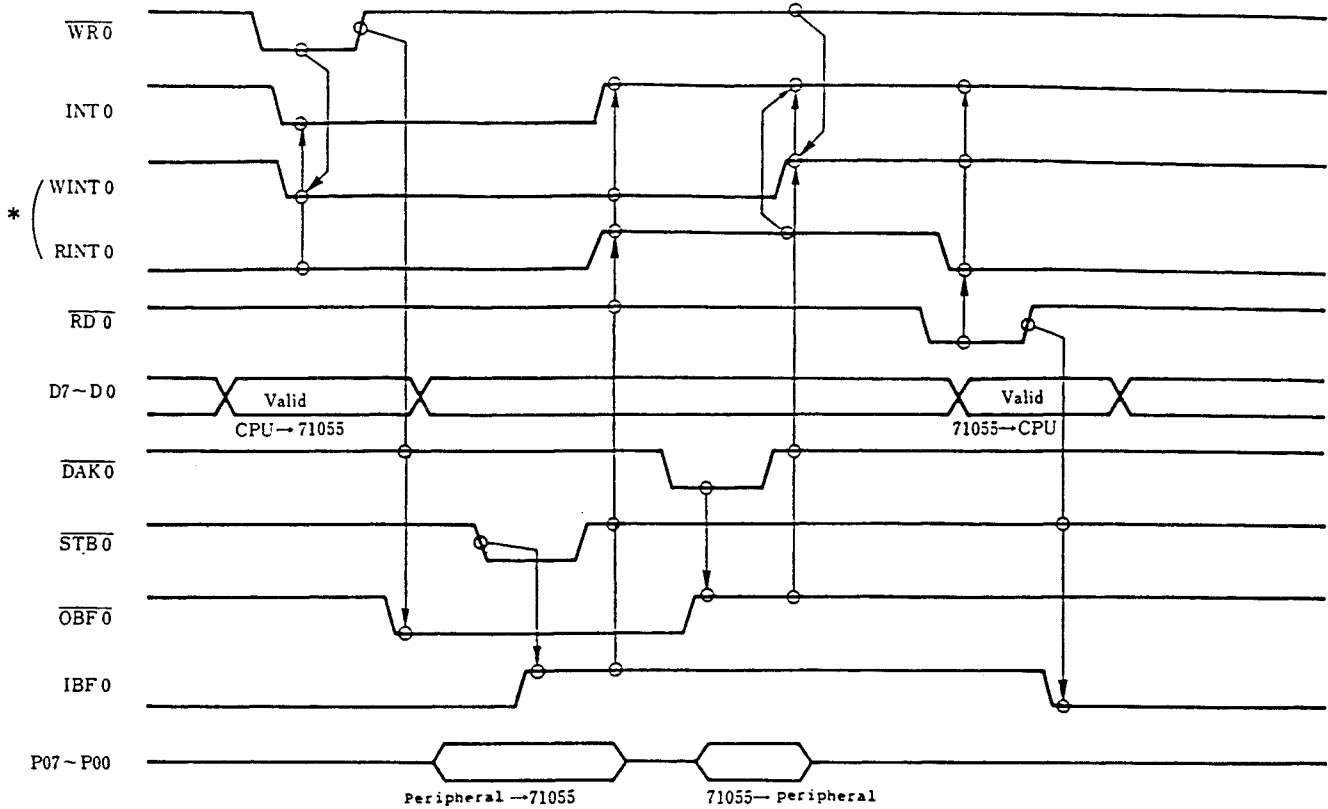 WR0
INT0
* WINT0
RINT0
RD0
D7~D0
Valid
Valid
CPU→71055
71055→CPU
DAK0
STB0
OBF0
IBF0
P07~P00
Peripheral→71055
71055→peripheral